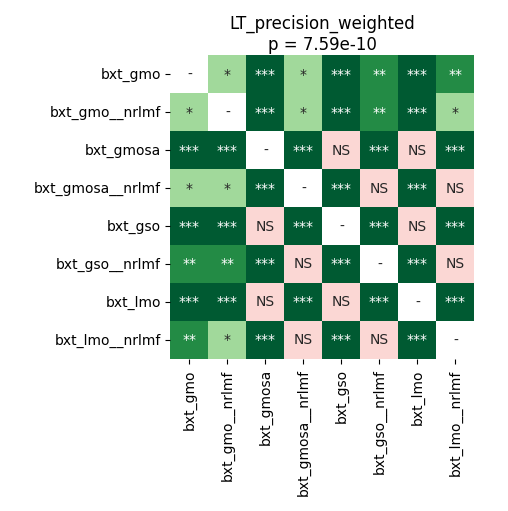 LT_precision_weighted
p = 7.59e-10
bxt_gmo - * *** * *** ** *** **
bxt_gmo__nrlmf * - *** * *** ** *** *
bxt_gmosa *** *** - *** NS *** NS ***
bxt_gmosa__nrlmf * * *** - *** NS *** NS
bxt_gso *** *** NS *** - *** NS ***
bxt_gso__nrlmf ** ** *** NS *** - *** NS
bxt_lmo *** *** NS *** NS *** - ***
bxt_lmo__nrlmf ** * *** NS *** NS *** -
bxt_gmo
bxt_gmo__nrlmf
bxt_gmosa
bxt_gmosa__nrlmf
bxt_gso
bxt_gso__nrlmf
bxt_lmo
bxt_lmo__nrlmf